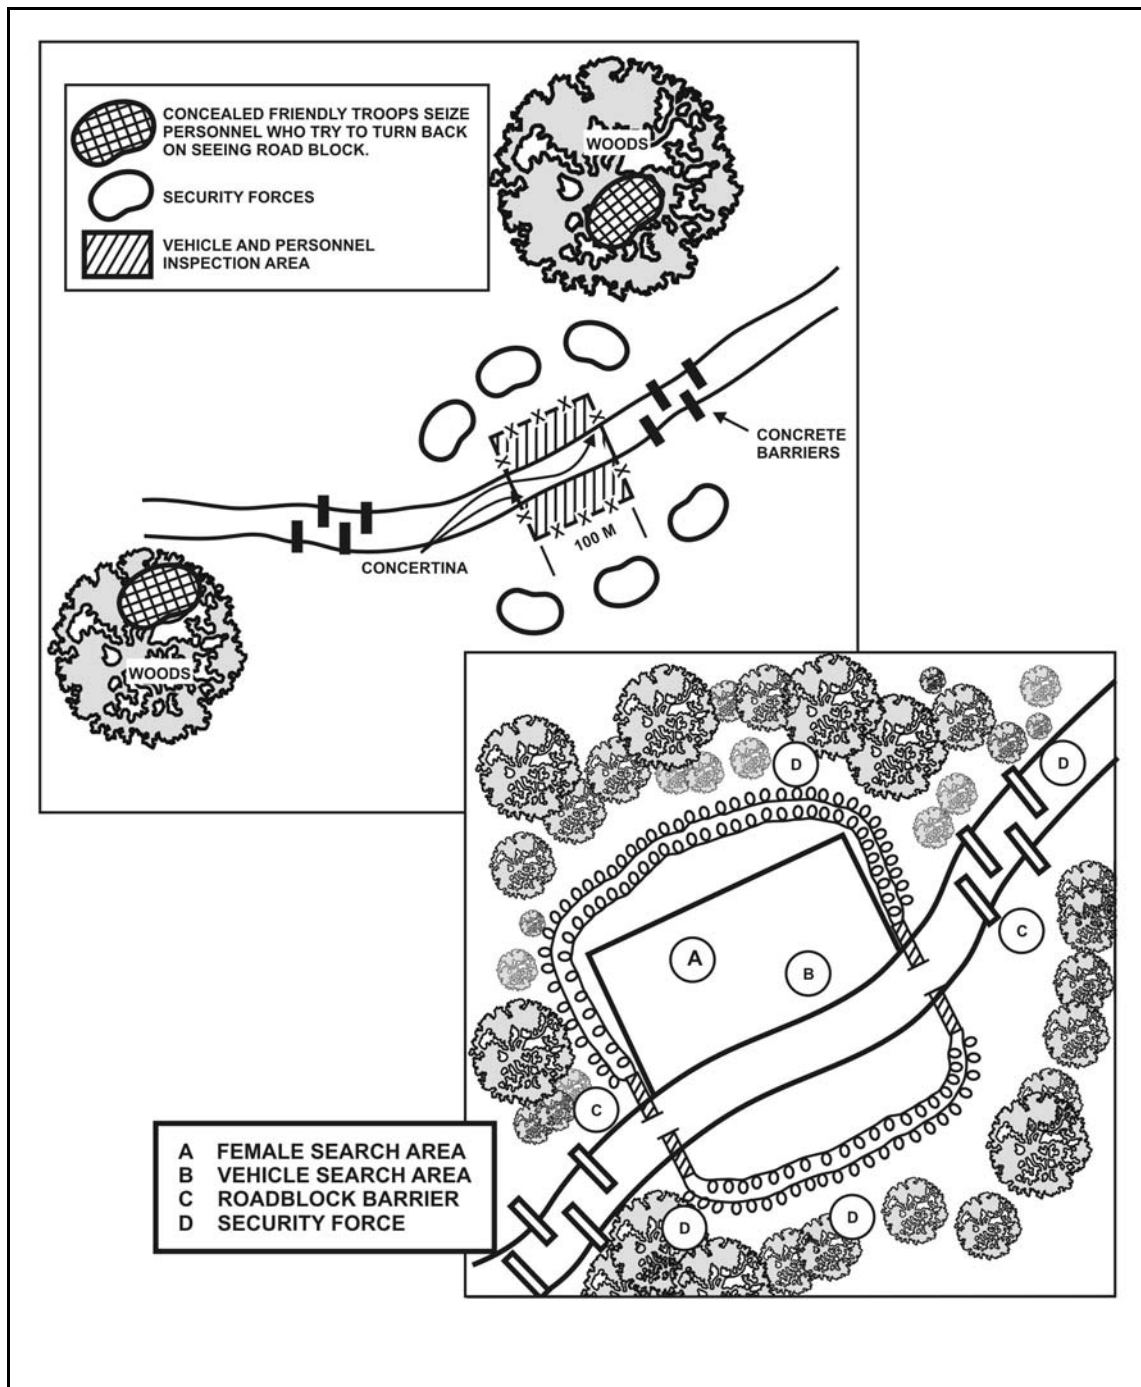 CONCEALED FRIENDLY TROOPS SEIZE
PERSONNEL WHO TRY TO TURN BACK
ON SEEING ROAD BLOCK.
SECURITY FORCES
VEHICLE AND PERSONNEL
INSPECTION AREA
WOODS
CONCRETE
BARRIERS
100 M
CONCERTINA
WOODS
D
D
C
A
B
C
D
D
A FEMALE SEARCH AREA
B VEHICLE SEARCH AREA
C ROADBLOCK BARRIER
D SECURITY FORCE